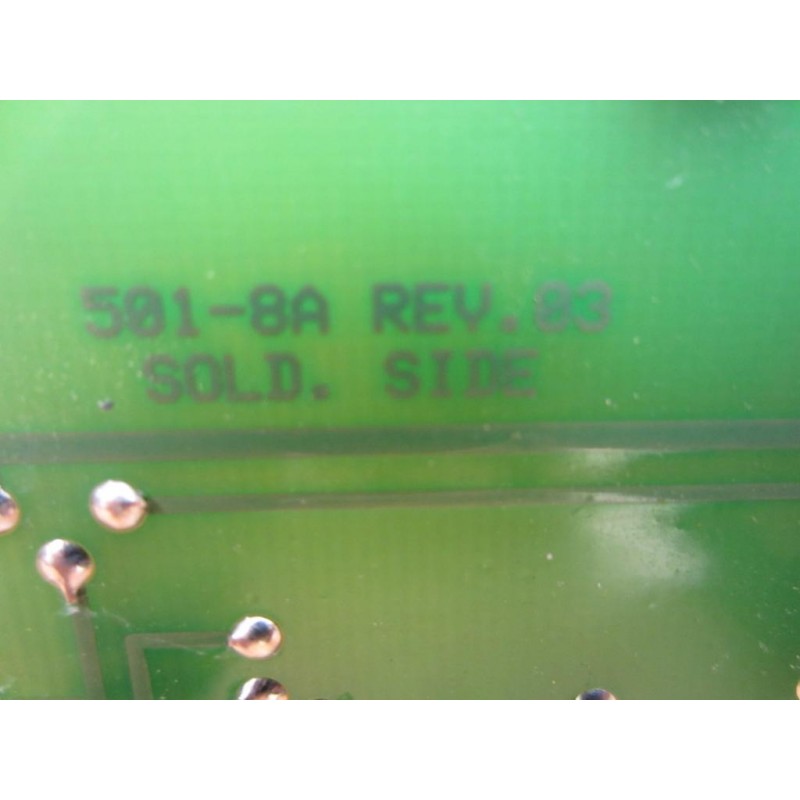 501-8A REV.03
SOLD. SIDE